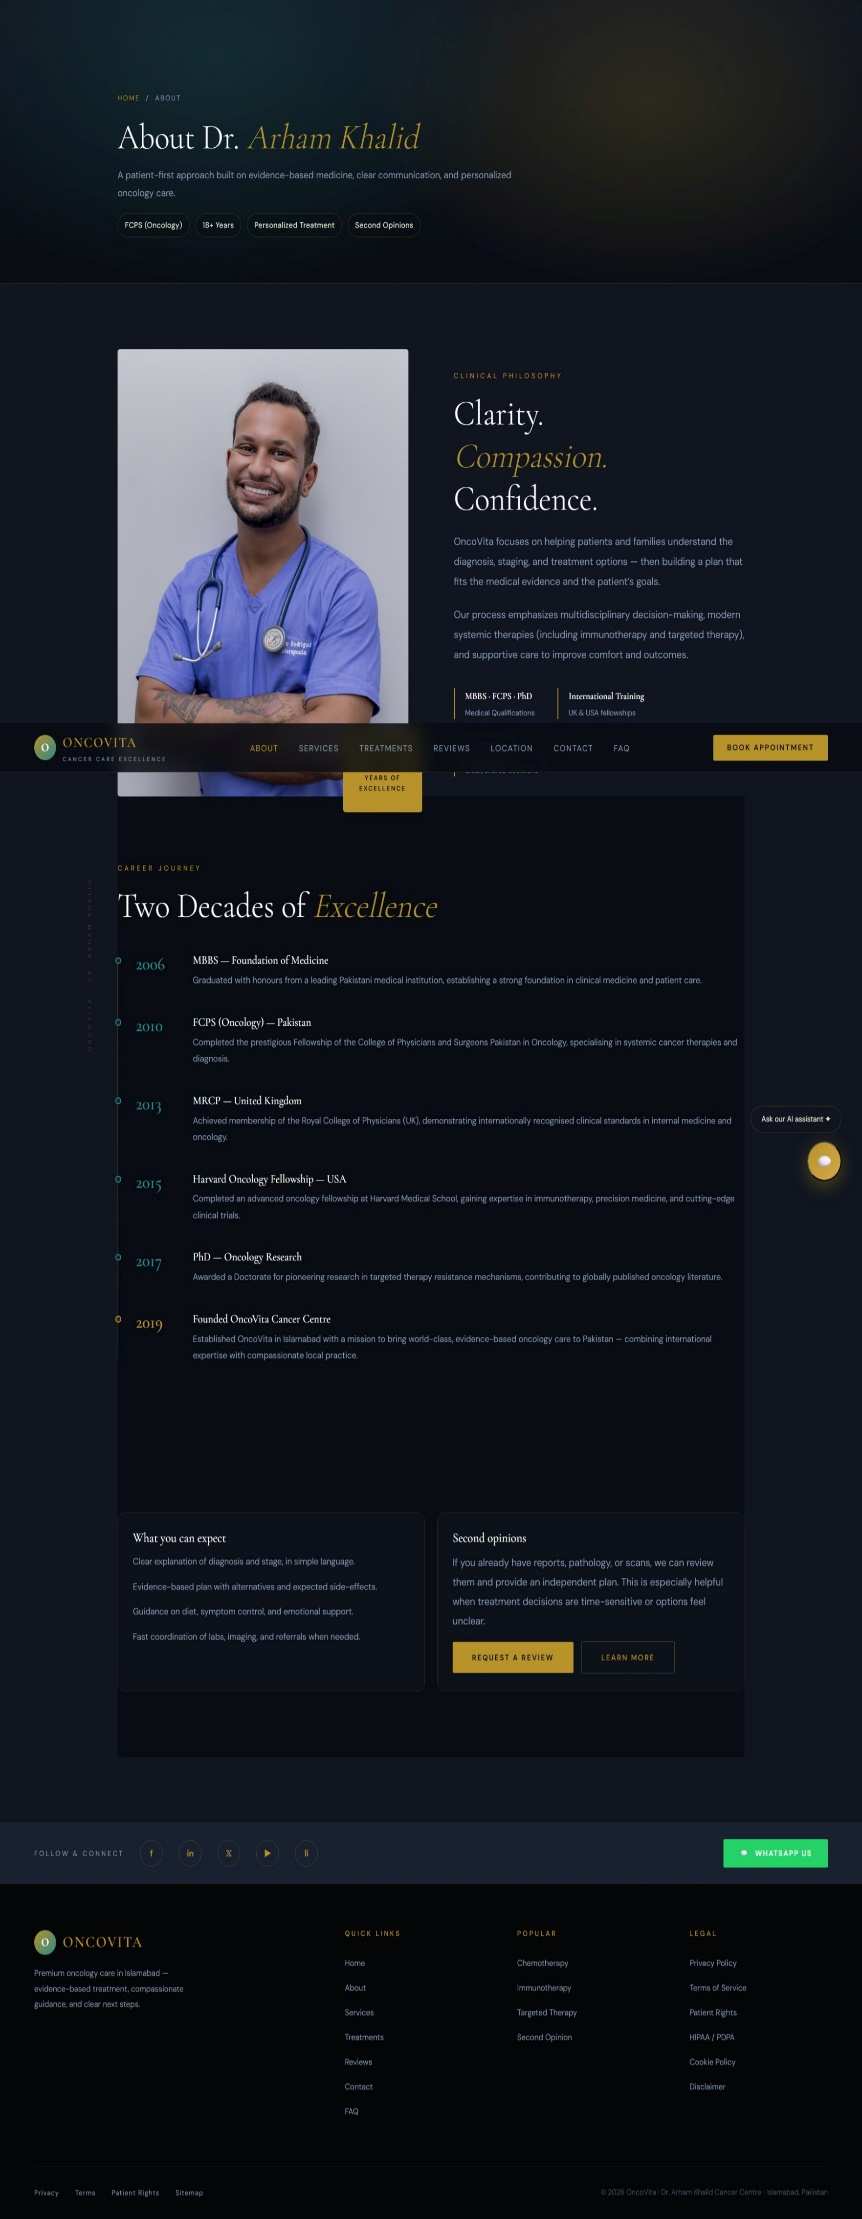 HOME / ABOUT
About Dr. Arham Khalid
A patient-first approach built on evidence-based medicine, clear communication, and personalized
oncology care.
FCPS (Oncology)
18+ Years
Personalized Treatment
Second Opinions
CLINICAL PHILOSOPHY
Clarity.
Compassion.
Confidence.
OncoVita focuses on helping patients and families understand the
diagnosis, staging, and treatment options — then building a plan that
fits the medical evidence and the patient's goals.
Our process emphasizes multidisciplinary decision-making, modern
systemic therapies (including immunotherapy and targeted therapy),
and supportive care to improve comfort and outcomes.
MBBS · FCPS · PhD
Medical Qualifications
International Training
UK & USA fellowships
O
ONCOVITA
CANCER CARE EXCELLENCE
ABOUT
SERVICES
TREATMENTS
REVIEWS
LOCATION
CONTACT
FAQ
BOOK APPOINTMENT
YEARS OF
EXCELLENCE
CAREER JOURNEY
Two Decades of Excellence
ONCOVITA DR. ARHAM KHALID
2006
MBBS — Foundation of Medicine
Graduated with honours from a leading Pakistani medical institution, establishing a strong foundation in clinical medicine and patient care.
2010
FCPS (Oncology) — Pakistan
Completed the prestigious Fellowship of the College of Physicians and Surgeons Pakistan in Oncology, specialising in systemic cancer therapies and
diagnosis.
2013
MRCP — United Kingdom
Achieved membership of the Royal College of Physicians (UK), demonstrating internationally recognised clinical standards in internal medicine and
oncology.
Ask our AI assistant ✦
2015
Harvard Oncology Fellowship — USA
Completed an advanced oncology fellowship at Harvard Medical School, gaining expertise in immunotherapy, precision medicine, and cutting-edge
clinical trials.
2017
PhD — Oncology Research
Awarded a Doctorate for pioneering research in targeted therapy resistance mechanisms, contributing to globally published oncology literature.
2019
Founded OncoVita Cancer Centre
Established OncoVita in Islamabad with a mission to bring world-class, evidence-based oncology care to Pakistan — combining international
expertise with compassionate local practice.
What you can expect
Clear explanation of diagnosis and stage, in simple language.
Evidence-based plan with alternatives and expected side-effects.
Guidance on diet, symptom control, and emotional support.
Fast coordination of labs, imaging, and referrals when needed.
Second opinions
If you already have reports, pathology, or scans, we can review
them and provide an independent plan. This is especially helpful
when treatment decisions are time-sensitive or options feel
unclear.
REQUEST A REVIEW
LEARN MORE
FOLLOW & CONNECT
f
in
𝕏
li
WHATSAPP US
O
ONCOVITA
Premium oncology care in Islamabad —
evidence-based treatment, compassionate
guidance, and clear next steps.
QUICK LINKS
Home
About
Services
Treatments
Reviews
Contact
FAQ
POPULAR
Chemotherapy
Immunotherapy
Targeted Therapy
Second Opinion
LEGAL
Privacy Policy
Terms of Service
Patient Rights
HIPAA / PDPA
Cookie Policy
Disclaimer
Privacy
Terms
Patient Rights
Sitemap
© 2026 OncoVita · Dr. Arham Khalid Cancer Centre · Islamabad, Pakistan